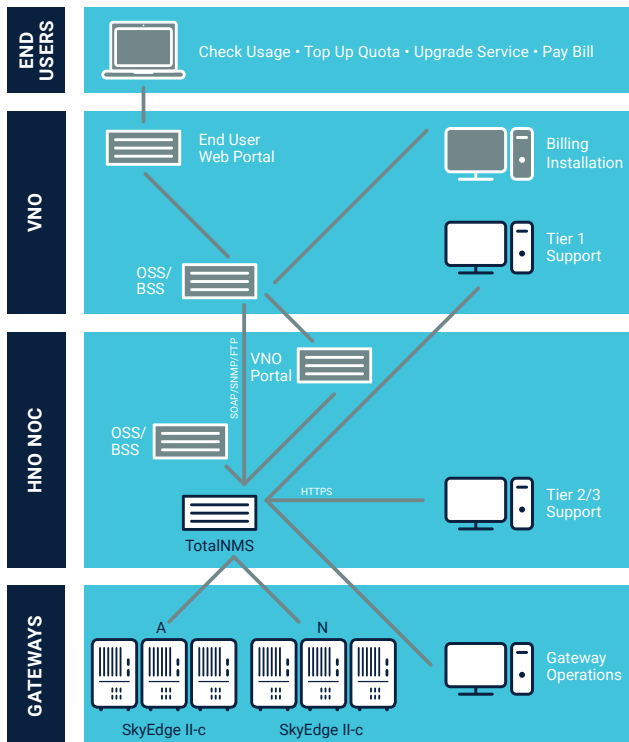 END
USERS
Check Usage • Top Up Quota • Upgrade Service • Pay Bill
VNO
End User
Web Portal
Billing
Installation
Tier 1
Support
OSS/
BSS
HNO NOC
SOAP/SNMP/FTP
VNO
Portal
OSS/
BSS
HTTPS
Tier 2/3
Support
TotalNMS
GATEWAYS
A
N
Gateway
Operations
SkyEdge II-c
SkyEdge II-c